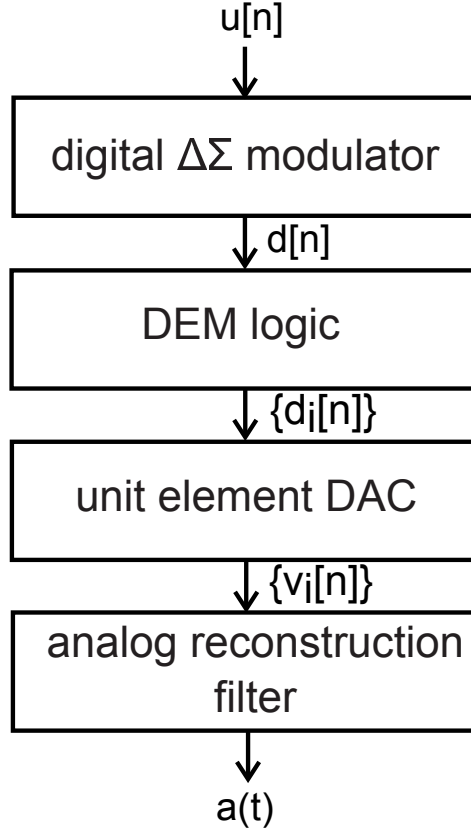 u[n]
digital ΔΣ modulator
d[n]
DEM logic
{di[n]}
unit element DAC
{vi[n]}
analog reconstruction
filter
a(t)